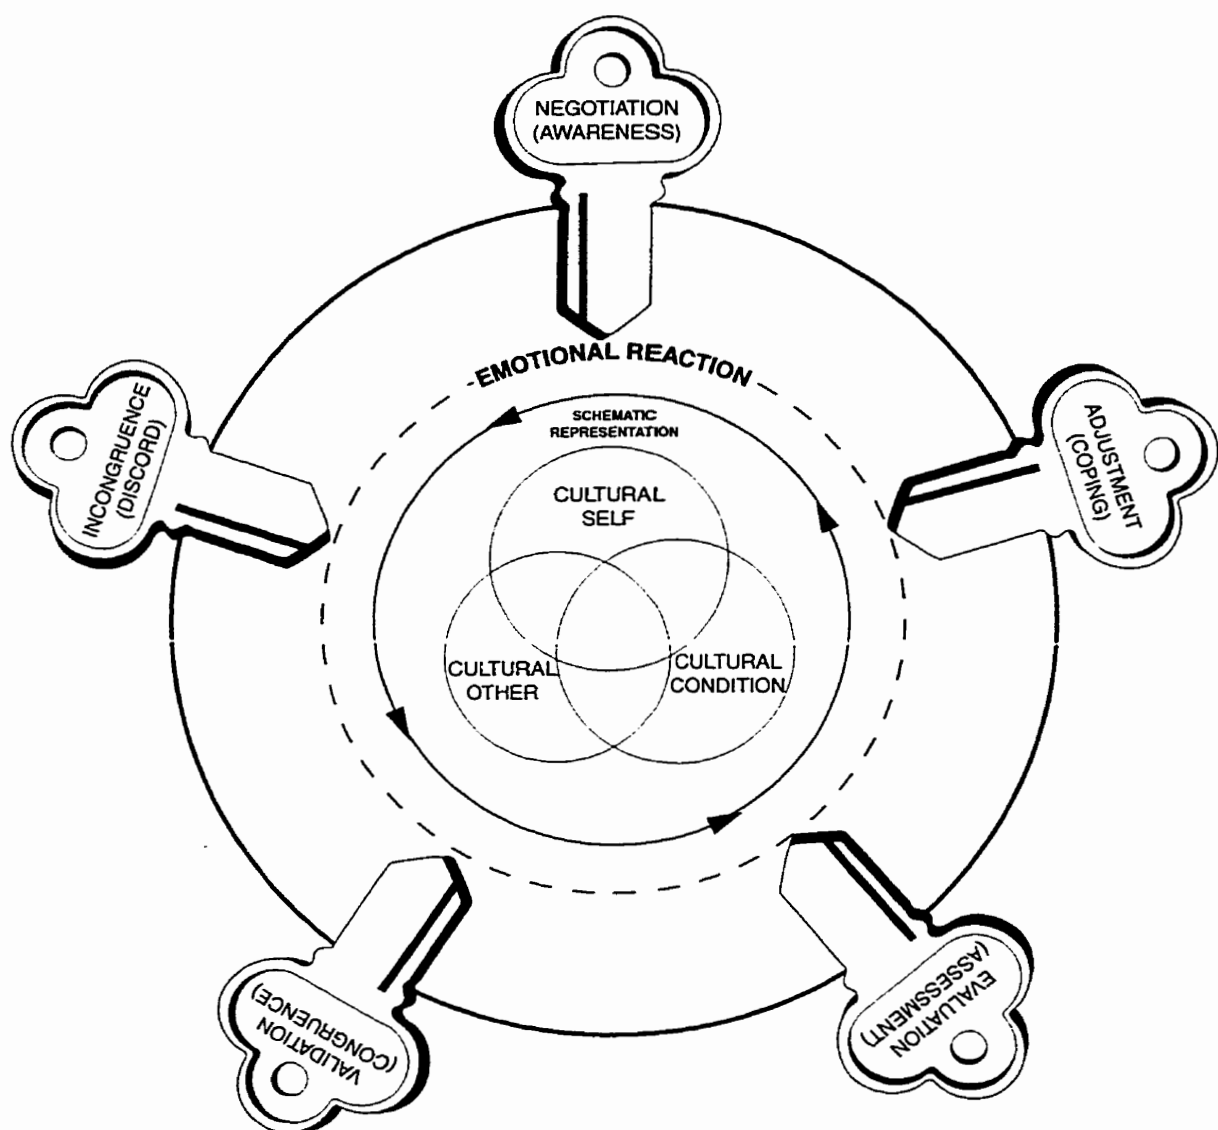 NEGOTIATION
(AWARENESS)
EMOTIONAL REACTION
SCHEMATIC
REPRESENTATION
INCONGRUENCE
(DISCORD)
ADJUSTMENT
(COPING)
CULTURAL
SELF
CULTURAL
OTHER
CULTURAL
CONDITION
VALIDATION
(CONGRUENCE)
EVALUATION
(ASSESSMENT)